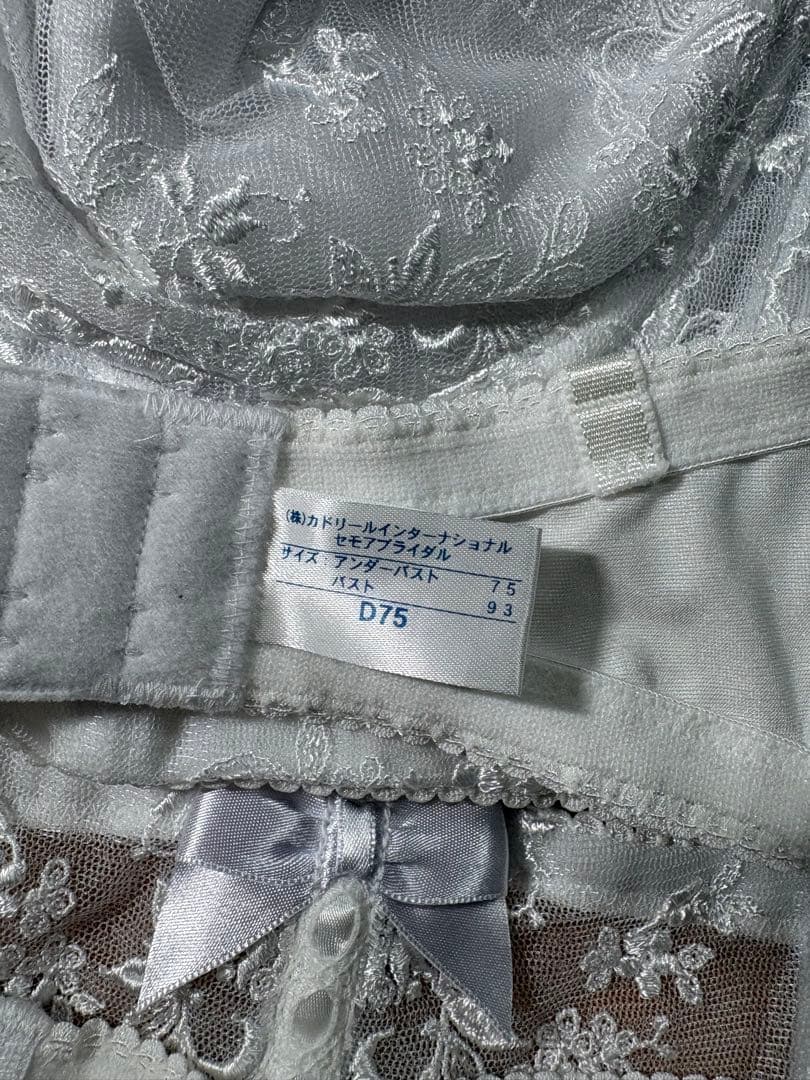 (株)カドリールインターナショナル
セモアブライダル
サイズ:アンダーバスト 75
バスト 93
D75